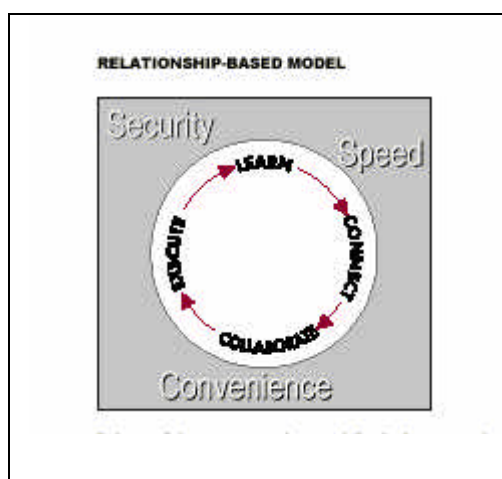 RELATIONSHIP-BASED MODEL
Security
Speed
LEARN
CONNECT
COLLABORATE
EXECUTE
Convenience